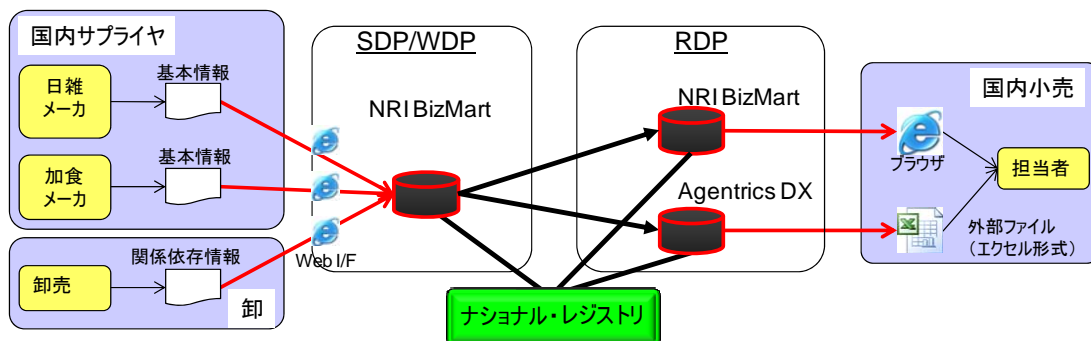 国内サプライヤ
日雑
メーカ
基本情報
加食
メーカ
基本情報
卸売
関係依存情報
卸
Web I/F
SDP/WDP
NRI BizMart
RDP
NRI BizMart
Agentrics DX
ナショナル・レジストリ
国内小売
ブラウザ
担当者
外部ファイル
（エクセル形式）